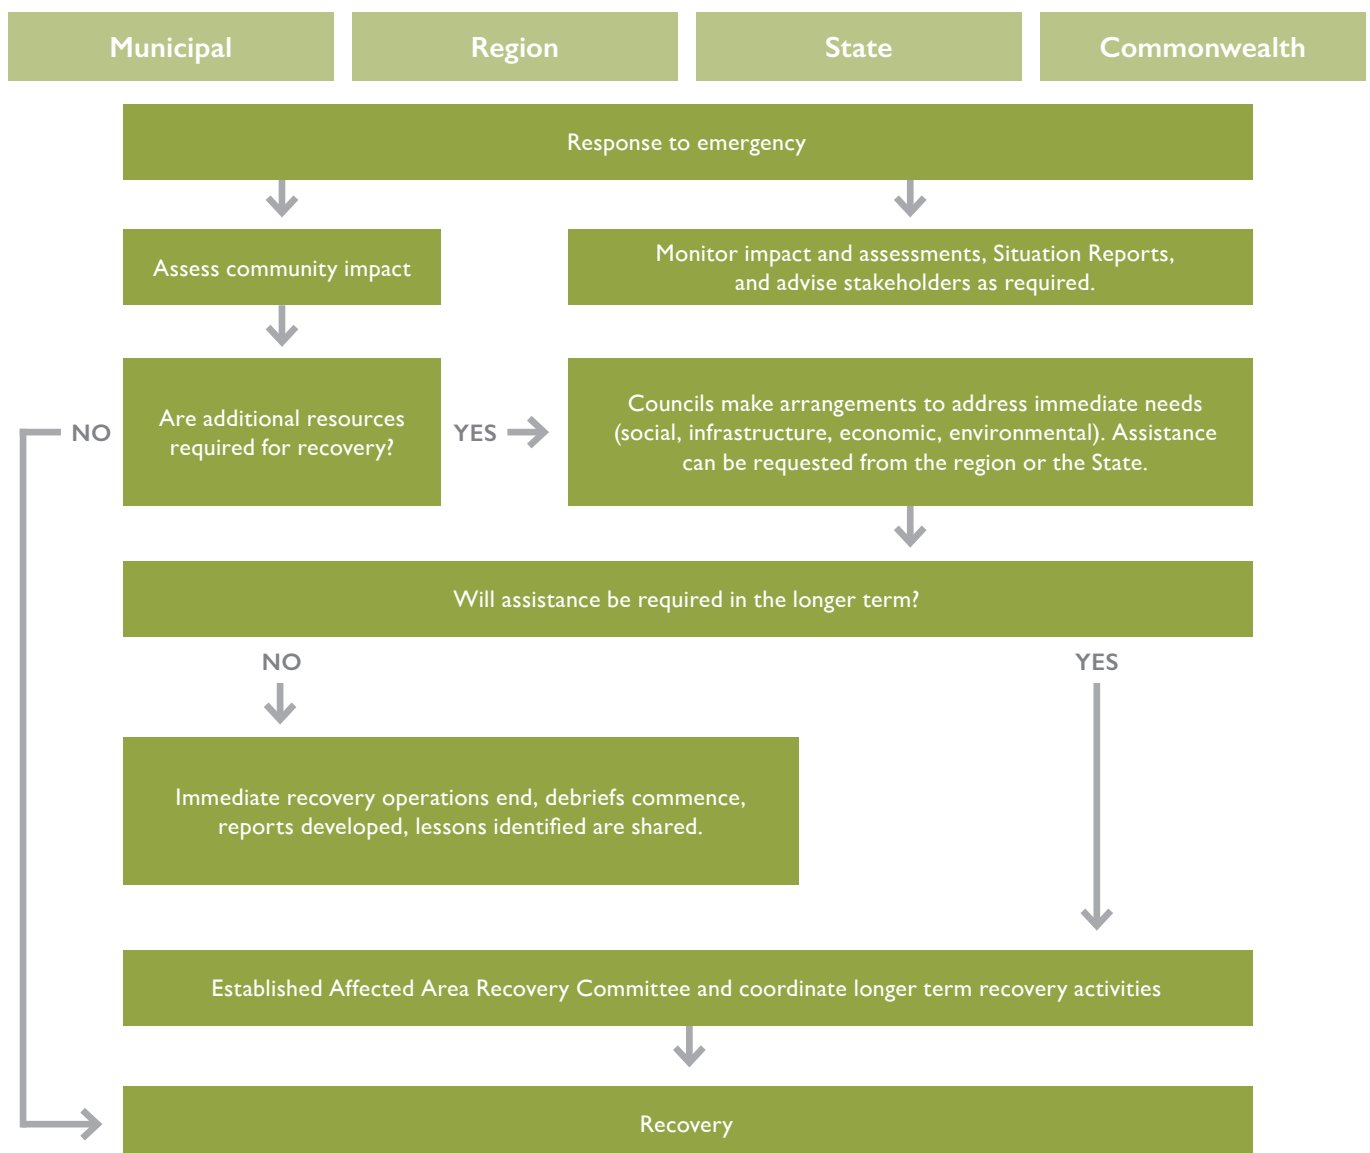 Municipal
Region
State
Commonwealth
Response to emergency
Assess community impact
Monitor impact and assessments, Situation Reports,
and advise stakeholders as required.
NO
Are additional resources
required for recovery?
YES
Councils make arrangements to address immediate needs
(social, infrastructure, economic, environmental). Assistance
can be requested from the region or the State.
Will assistance be required in the longer term?
NO
YES
Immediate recovery operations end, debriefs commence,
reports developed, lessons identified are shared.
Established Affected Area Recovery Committee and coordinate longer term recovery activities
Recovery